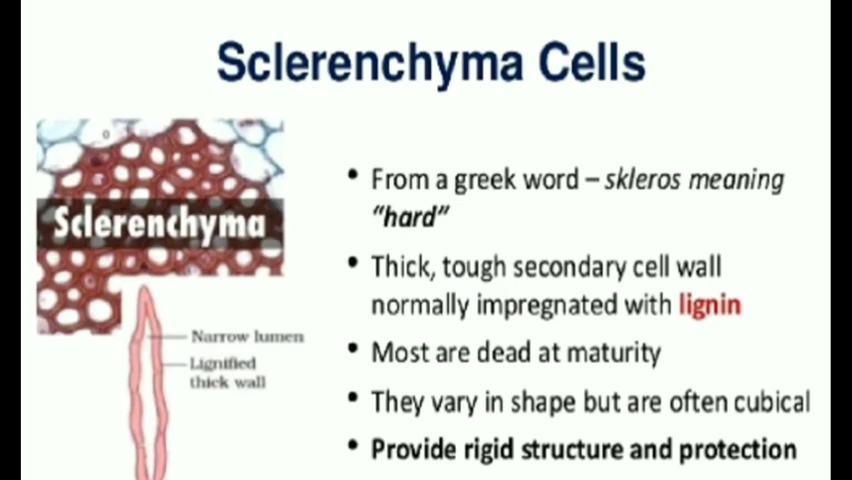 Sclerenchyma Cells
Sclerenchyma
Narrow lumen
Lignified
thick wall
• From a greek word – skleros meaning
"hard"
• Thick, tough secondary cell wall
normally impregnated with lignin
• Most are dead at maturity
• They vary in shape but are often cubical
• Provide rigid structure and protection